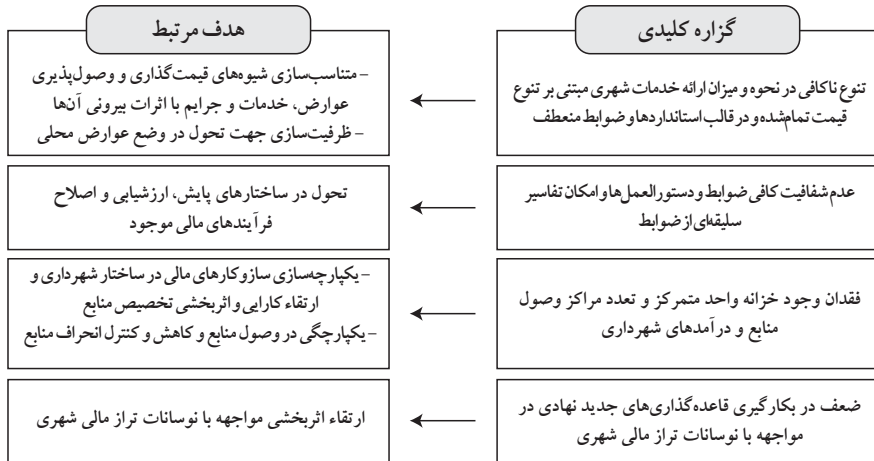 گزاره کلیدی
هدف مرتبط
تنوع ناکافی در نحوه و میزان ارائه خدمات شهری مبتنی بر تنوع
قیمت تمام‌شده و در قالب استانداردها و ضوابط منعطف
– متناسب‌سازی شیوه‌های قیمت‌گذاری و وصول‌پذیری
عوارض، خدمات و جرایم با اثرات بیرونی آن‌ها
– ظرفیت‌سازی جهت تحول در وضع عوارض محلی
عدم شفافیت کافی ضوابط و دستورالعمل‌ها و امکان تفاسیر
سلیقه‌ای از ضوابط
تحول در ساختارهای پایش، ارزشیابی و اصلاح
فرآیندهای مالی موجود
فقدان وجود خزانه واحد متمرکز و تعدد مراکز وصول
منابع و درآمدهای شهرداری
– یکپارچه‌سازی سازوکارهای مالی در ساختار شهرداری و
ارتقاء کارایی و اثربخشی تخصیص منابع
– یکپارچگی در وصول منابع و کاهش و کنترل انحراف منابع
ضعف در بکارگیری قاعده‌گذاری‌های جدید نهادی در
مواجهه با نوسانات تراز مالی شهری
ارتقاء اثربخشی مواجهه با نوسانات تراز مالی شهری